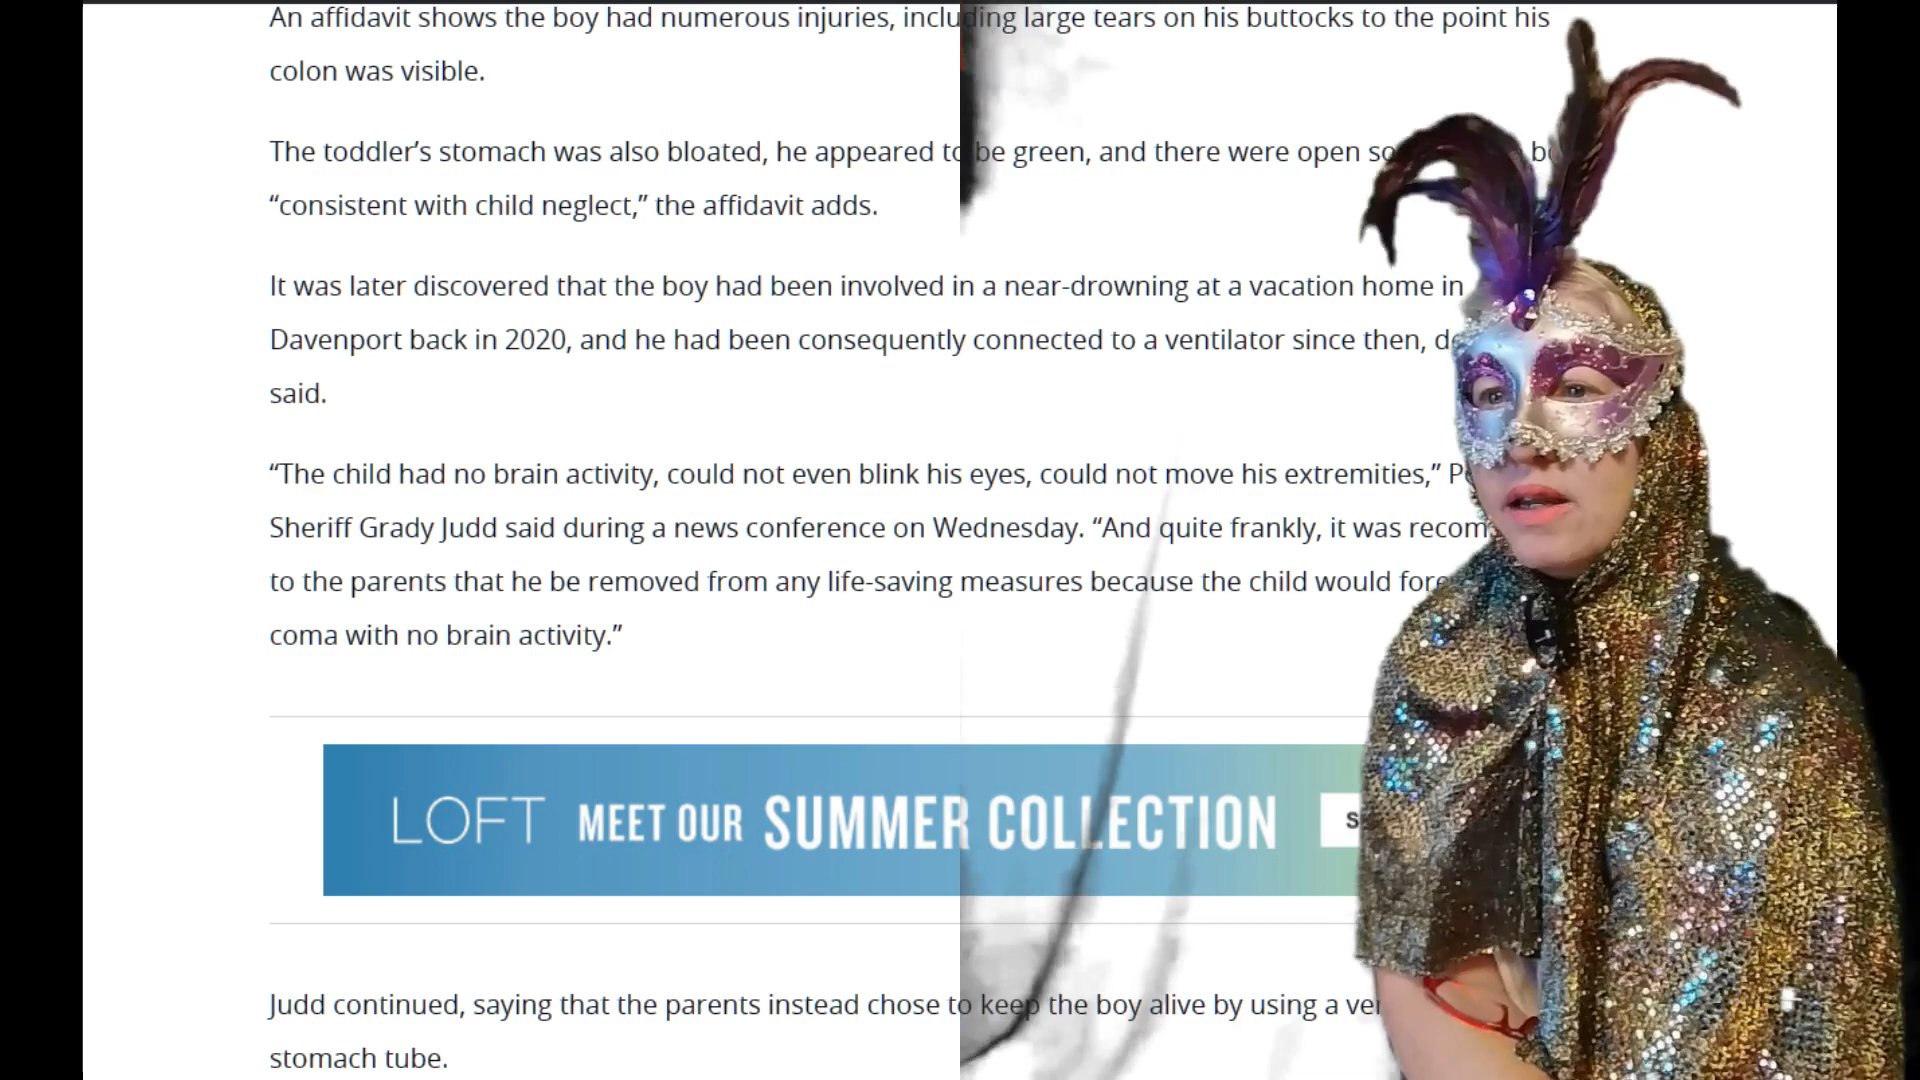 An affidavit shows the boy had numerous injuries, including large tears on his buttocks to the point his
colon was visible.
The toddler’s stomach was also bloated, he appeared to be green, and there were open
“consistent with child neglect,” the affidavit adds.
It was later discovered that the boy had been involved in a near-drowning at a vacation home in
Davenport back in 2020, and he had been consequently connected to a ventilator since then,
said.
“The child had no brain activity, could not even blink his eyes, could not move his extremities,”
Sheriff Grady Judd said during a news conference on Wednesday. “And quite frankly, it was
to the parents that he be removed from any life-saving measures because the child would
coma with no brain activity.”
LOFT MEET OUR SUMMER COLLECTION
Judd continued, saying that the parents instead chose to keep the boy alive by using a
stomach tube.